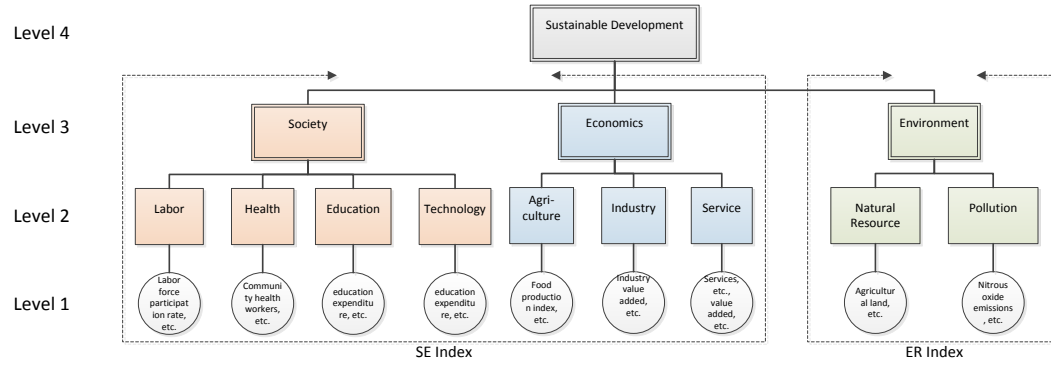 Level 4
Sustainable Development
Level 3
Society
Economics
Environment
Level 2
Labor
Health
Education
Technology
Agri-
culture
Industry
Service
Natural
Resource
Pollution
Level 1
Labor
force
participat
ion rate,
etc.
Communi
ty health
workers,
etc.
education
expenditu
re, etc.
education
expenditu
re, etc.
Food
productio
n index,
etc.
Industry
value
added,
etc.
Services,
etc., value
added,
etc.
Agricultur
al land,
etc.
Nitrous
oxide
emissions
, etc.
SE Index
ER Index